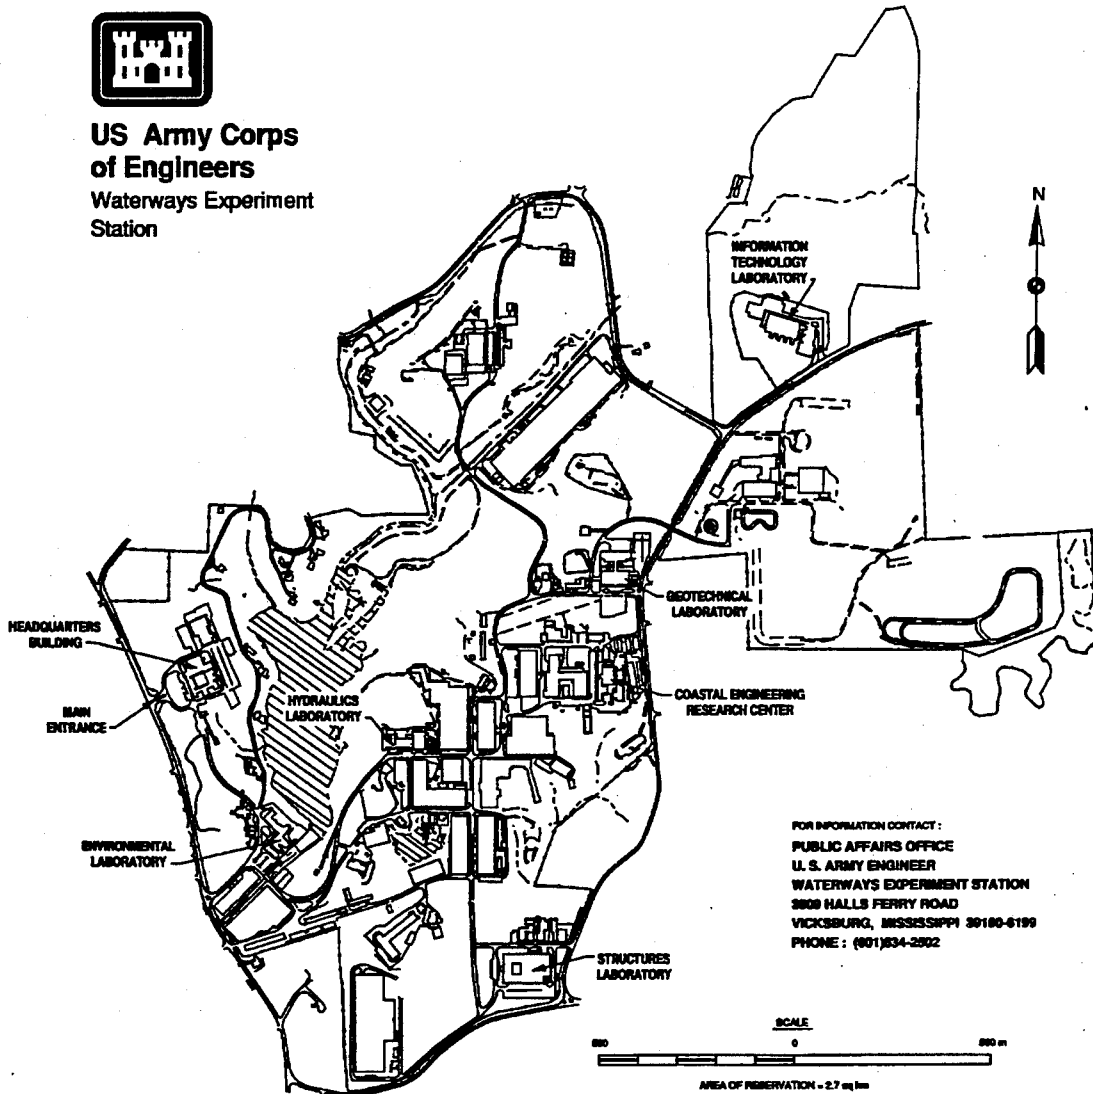 US Army Corps
of Engineers
Waterways Experiment
Station
N
INFORMATION
TECHNOLOGY
LABORATORY
GEOTECHNICAL
LABORATORY
HEADQUARTERS
BUILDING
MAIN
ENTRANCE
HYDRAULICS
LABORATORY
COASTAL ENGINEERING
RESEARCH CENTER
ENVIRONMENTAL
LABORATORY
STRUCTURES
LABORATORY
FOR INFORMATION CONTACT :
PUBLIC AFFAIRS OFFICE
U. S. ARMY ENGINEER
WATERWAYS EXPERIMENT STATION
3909 HALLS FERRY ROAD
VICKSBURG, MISSISSIPPI 39180-6199
PHONE : (601)634-2502
SCALE
0
AREA OF RESERVATION = 2.7 sq km